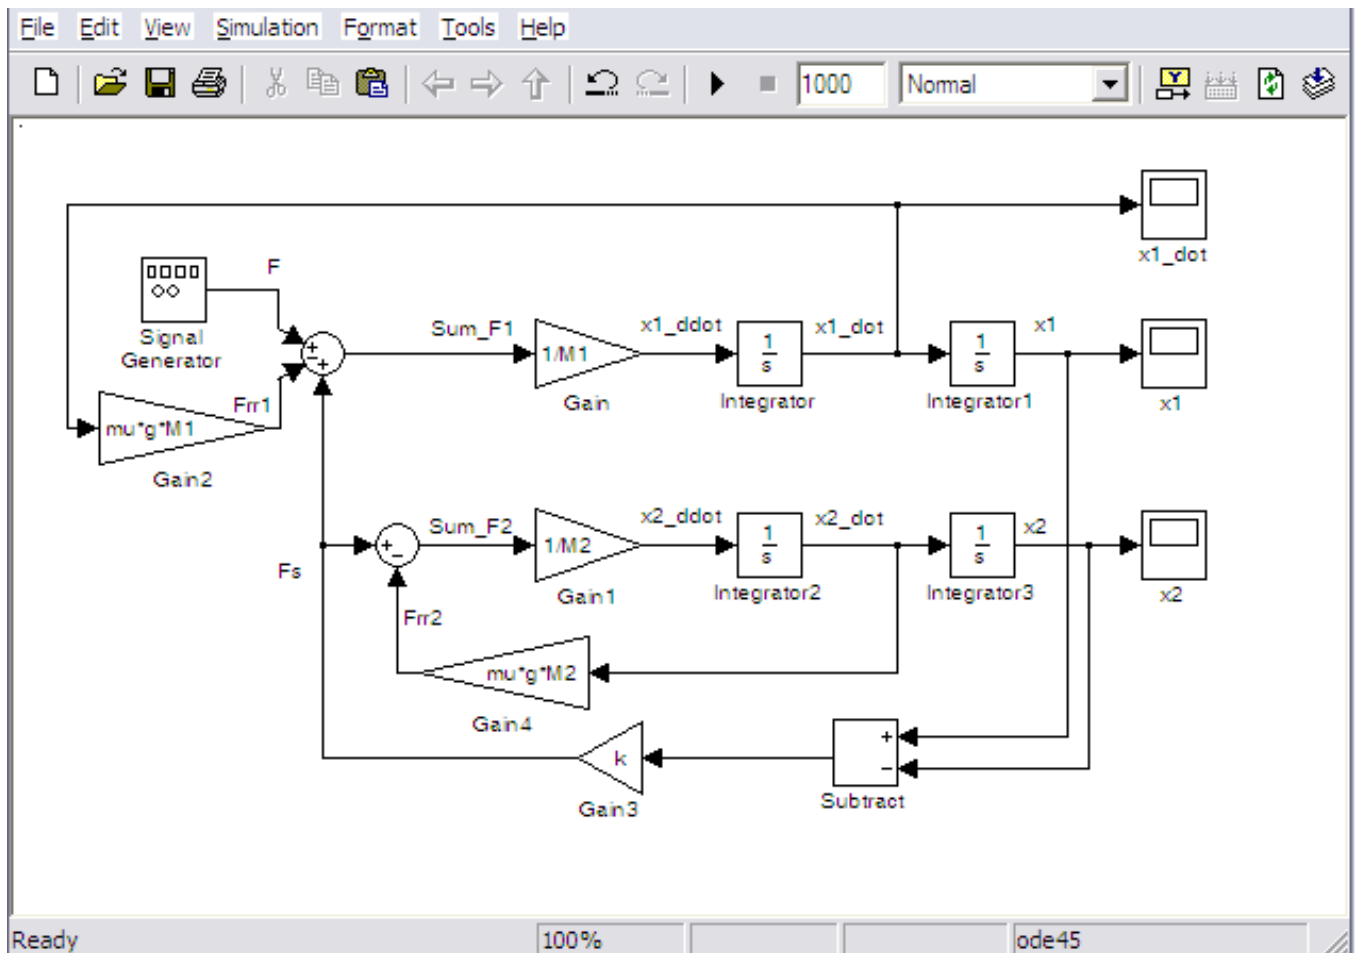 File Edit View Simulation Format Tools Help
1000 Normal
x1_dot
F
Signal
Generator
+
-
+
Sum_F1
1/M1
Gain
x1_ddot
1
s
Integrator
x1_dot
1
s
Integrator1
x1
x1
Frr1
mu*g*M1
Gain2
Fs
+
-
Sum_F2
1/M2
Gain1
x2_ddot
1
s
Integrator2
x2_dot
1
s
Integrator3
x2
x2
Frr2
mu*g*M2
Gain4
k
Gain3
+
-
Subtract
Ready 100% ode45